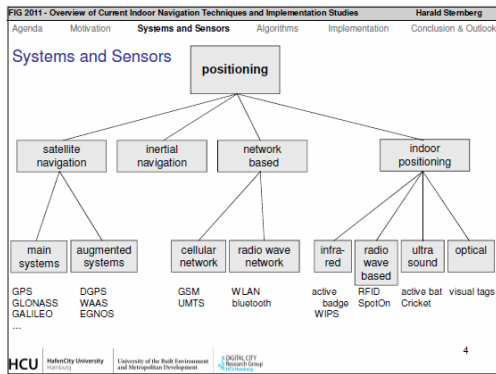 FIG 2011 - Overview of Current Indoor Navigation Techniques and Implementation Studies Harald Sternberg
Agenda Motivation Systems and Sensors Algorithms Implementation Conclusion & Outlook
Systems and Sensors
positioning
satellite navigation
inertial navigation
network based
indoor positioning
main systems
augmented systems
cellular network
radio wave network
infra-red
radio wave based
ultra sound
optical
GPS
GLONASS
GALILEO
...
DGPS
WAAS
EGNOS
GSM
UMTS
WLAN
bluetooth
active badge
WIPS
RFID
SpotOn
active bat
Cricket
visual tags
4
HCU
HafenCity University
Hamburg
University of the Built Environment
and Metropolitan Development
DIGITAL CITY
Research Group
HCU Hamburg